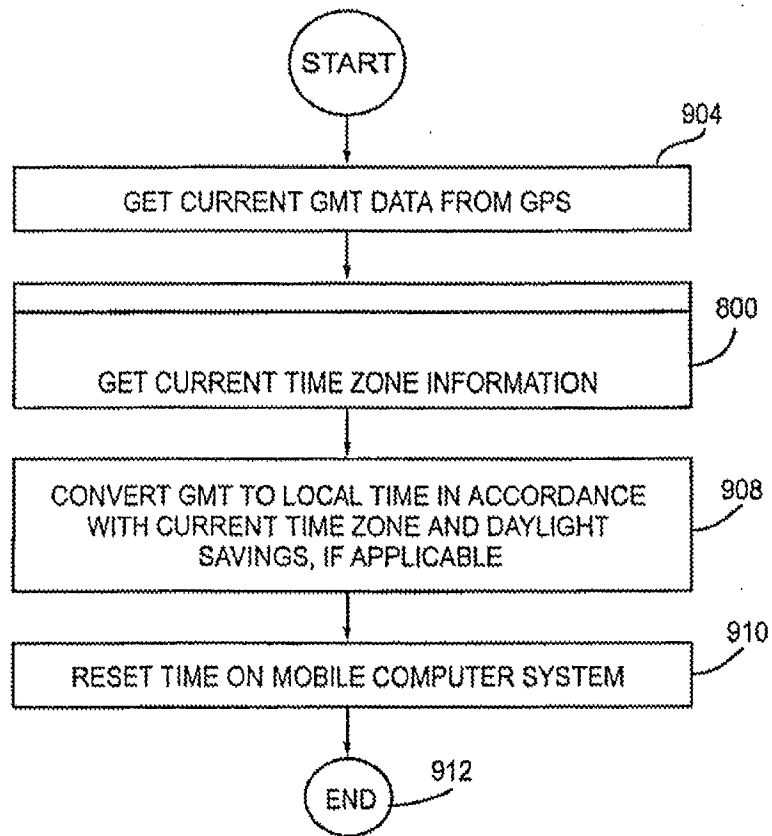 START
904
GET CURRENT GMT DATA FROM GPS
800
GET CURRENT TIME ZONE INFORMATION
CONVERT GMT TO LOCAL TIME IN ACCORDANCE
WITH CURRENT TIME ZONE AND DAYLIGHT
SAVINGS, IF APPLICABLE
908
910
RESET TIME ON MOBILE COMPUTER SYSTEM
912
END